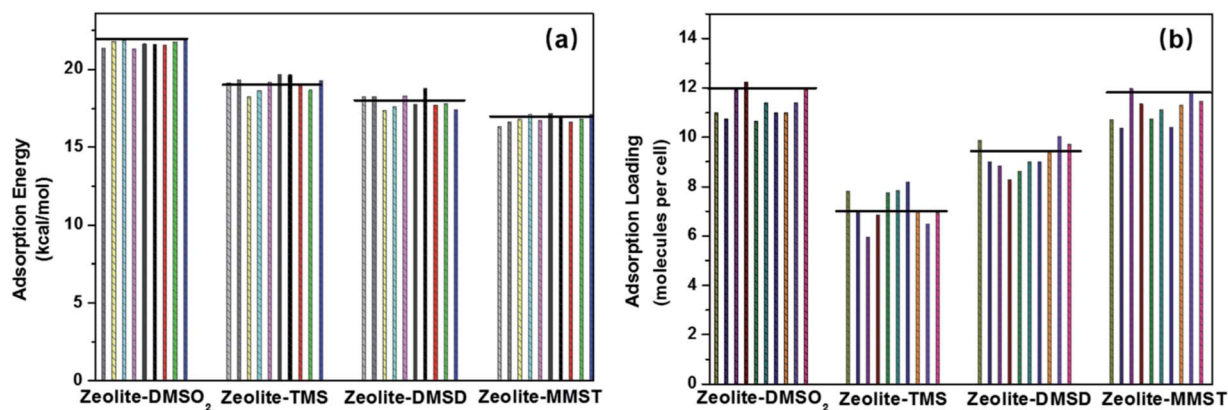 (a)
Adsorption Energy
(kcal/mol)
20
15
10
5
0
Zeolite-DMSO2 Zeolite-TMS Zeolite-DMSD Zeolite-MMST
(b)
Adsorption Loading
(molecules per cell)
14
12
10
8
6
4
2
0
Zeolite-DMSO2 Zeolite-TMS Zeolite-DMSD Zeolite-MMST